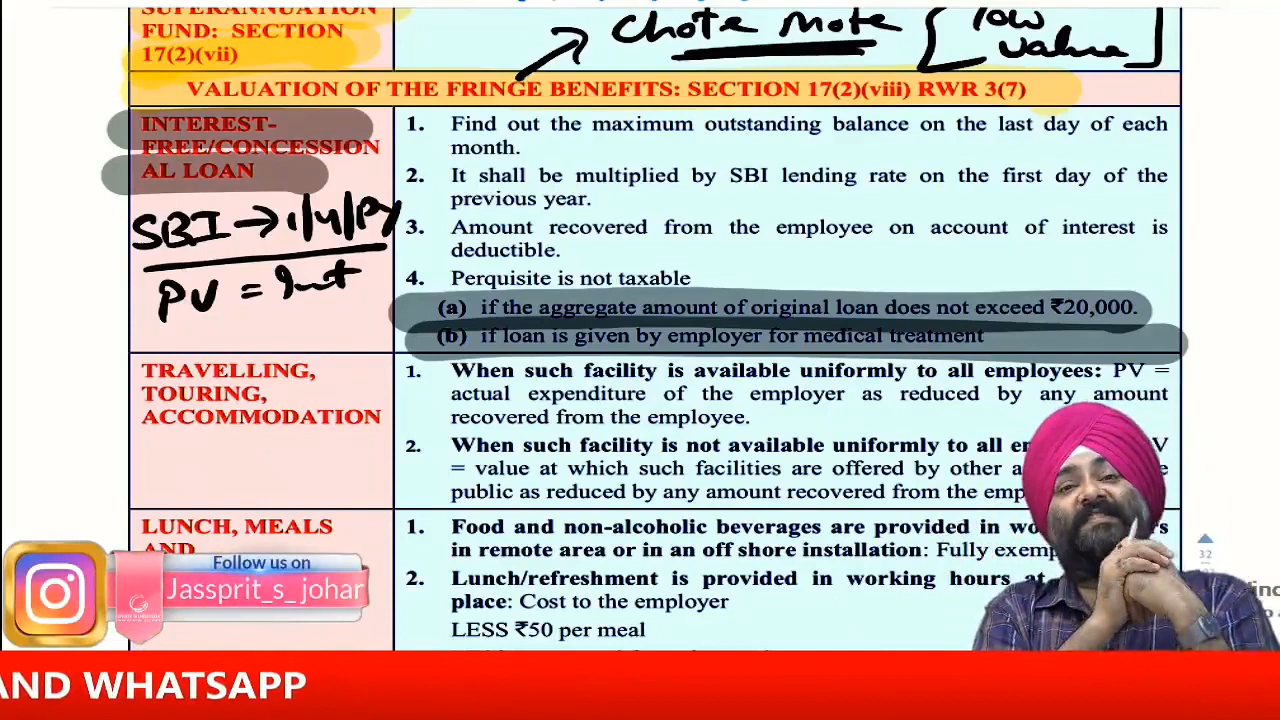 SUPERANNUATION
FUND: SECTION
17(2)(vii)
Chote Mote [low
value]
VALUATION OF THE FRINGE BENEFITS: SECTION 17(2)(viii) RWR 3(7)
INTEREST-
FREE/CONCESSION
AL LOAN
SBI → 1/4/PY
PV = Int
1. Find out the maximum outstanding balance on the last day of each
month.
2. It shall be multiplied by SBI lending rate on the first day of the
previous year.
3. Amount recovered from the employee on account of interest is
deductible.
4. Perquisite is not taxable
(a) if the aggregate amount of original loan does not exceed ₹20,000.
(b) if loan is given by employer for medical treatment
TRAVELLING,
TOURING,
ACCOMMODATION
1. When such facility is available uniformly to all employees: PV =
actual expenditure of the employer as reduced by any amount
recovered from the employee.
2. When such facility is not available uniformly to all
= value at which such facilities are offered by other
public as reduced by any amount recovered from the
LUNCH, MEALS
AND
1. Food and non-alcoholic beverages are provided in
in remote area or in an off shore installation: Fully
2. Lunch/refreshment is provided in working hours at
place: Cost to the employer
LESS ₹50 per meal
Follow us on
Jassprit_s_johar
32
AND WHATSAPP